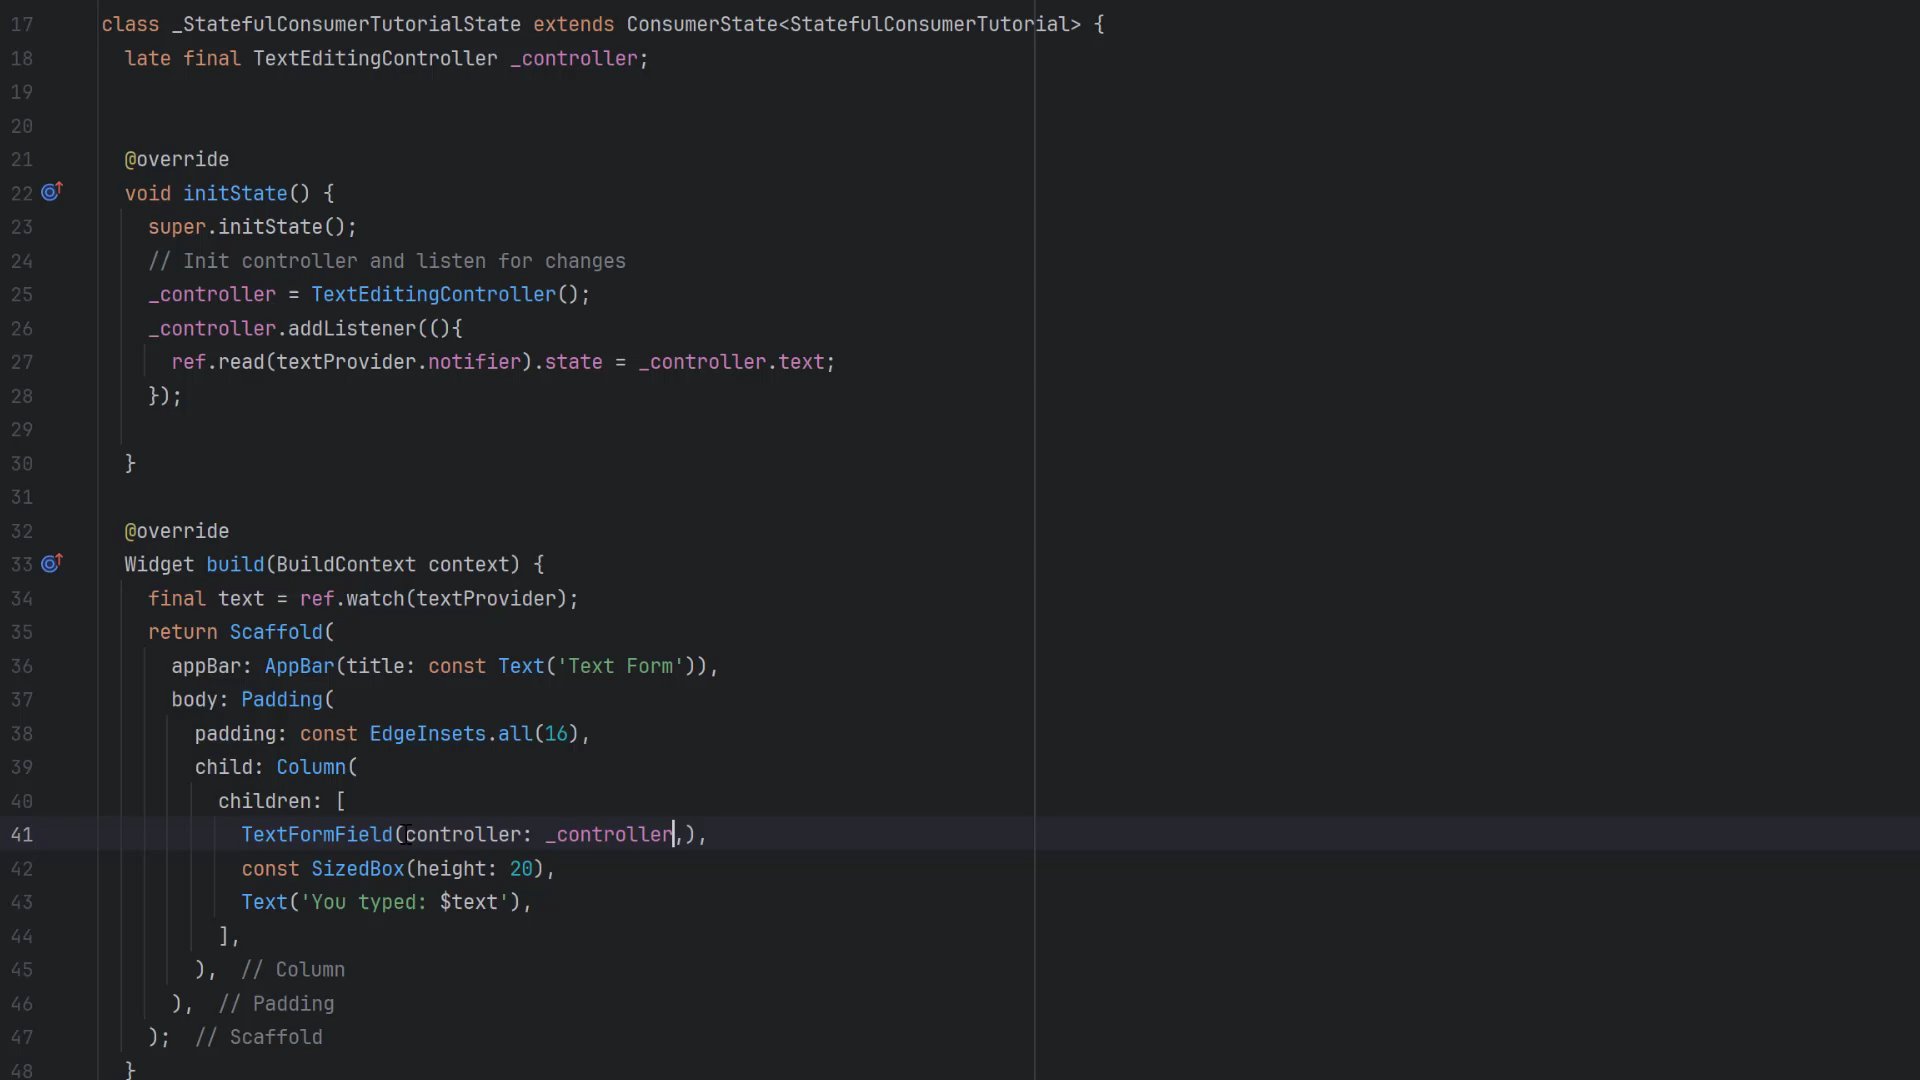 17 class _StatefulConsumerTutorialState extends ConsumerState<StatefulConsumerTutorial> {
18 late final TextEditingController _controller;
19
20
21 @override
22 void initState() {
23 super.initState();
24 // Init controller and listen for changes
25 _controller = TextEditingController();
26 _controller.addListener((){
27 ref.read(textProvider.notifier).state = _controller.text;
28 });
29
30 }
31
32 @override
33 Widget build(BuildContext context) {
34 final text = ref.watch(textProvider);
35 return Scaffold(
36 appBar: AppBar(title: const Text('Text Form')),
37 body: Padding(
38 padding: const EdgeInsets.all(16),
39 child: Column(
40 children: [
41 TextFormField(controller: _controller,),
42 const SizedBox(height: 20),
43 Text('You typed: $text'),
44 ],
45 ), // Column
46 ), // Padding
47 ); // Scaffold
48 }